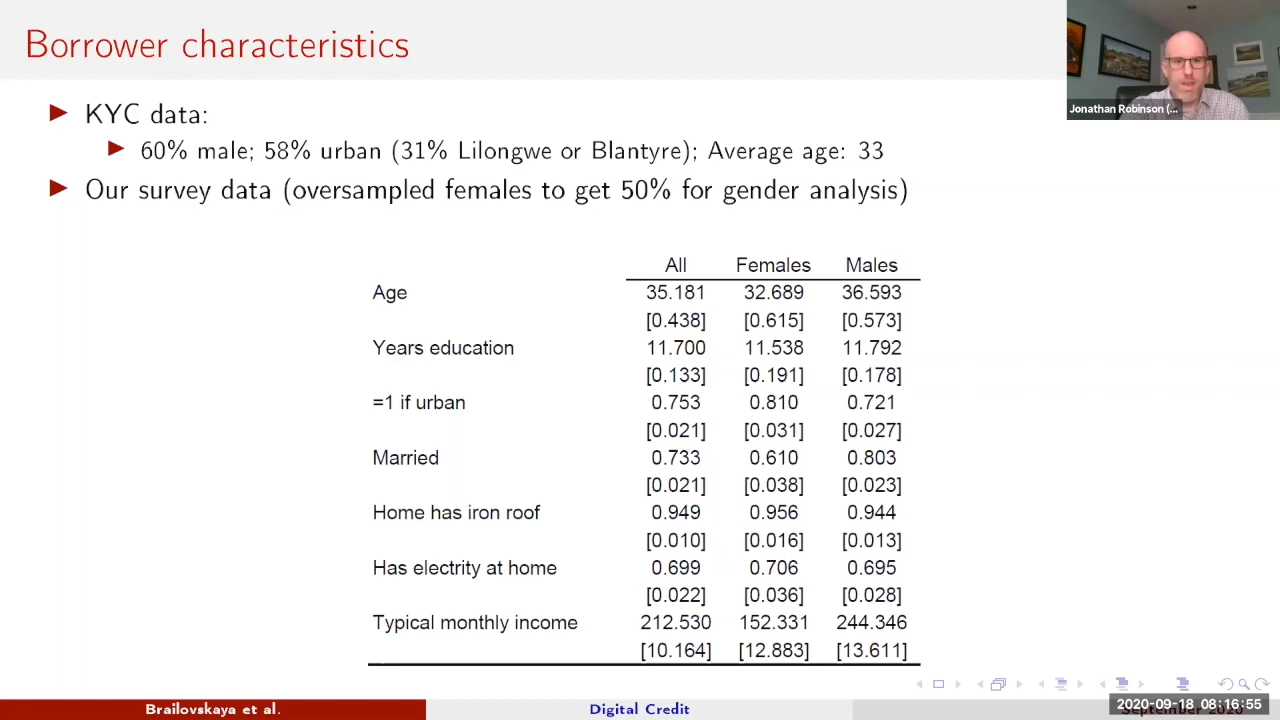 Borrower characteristics
Jonathan Robinson (...
KYC data:
60% male; 58% urban (31% Lilongwe or Blantyre); Average age: 33
Our survey data (oversampled females to get 50% for gender analysis)
All Females Males
Age 35.181 32.689 36.593
[0.438] [0.615] [0.573]
Years education 11.700 11.538 11.792
[0.133] [0.191] [0.178]
=1 if urban 0.753 0.810 0.721
[0.021] [0.031] [0.027]
Married 0.733 0.610 0.803
[0.021] [0.038] [0.023]
Home has iron roof 0.949 0.956 0.944
[0.010] [0.016] [0.013]
Has electrity at home 0.699 0.706 0.695
[0.022] [0.036] [0.028]
Typical monthly income 212.530 152.331 244.346
[10.164] [12.883] [13.611]
Brailovskaya et al. Digital Credit September 2020
2020-09-18 08:16:55